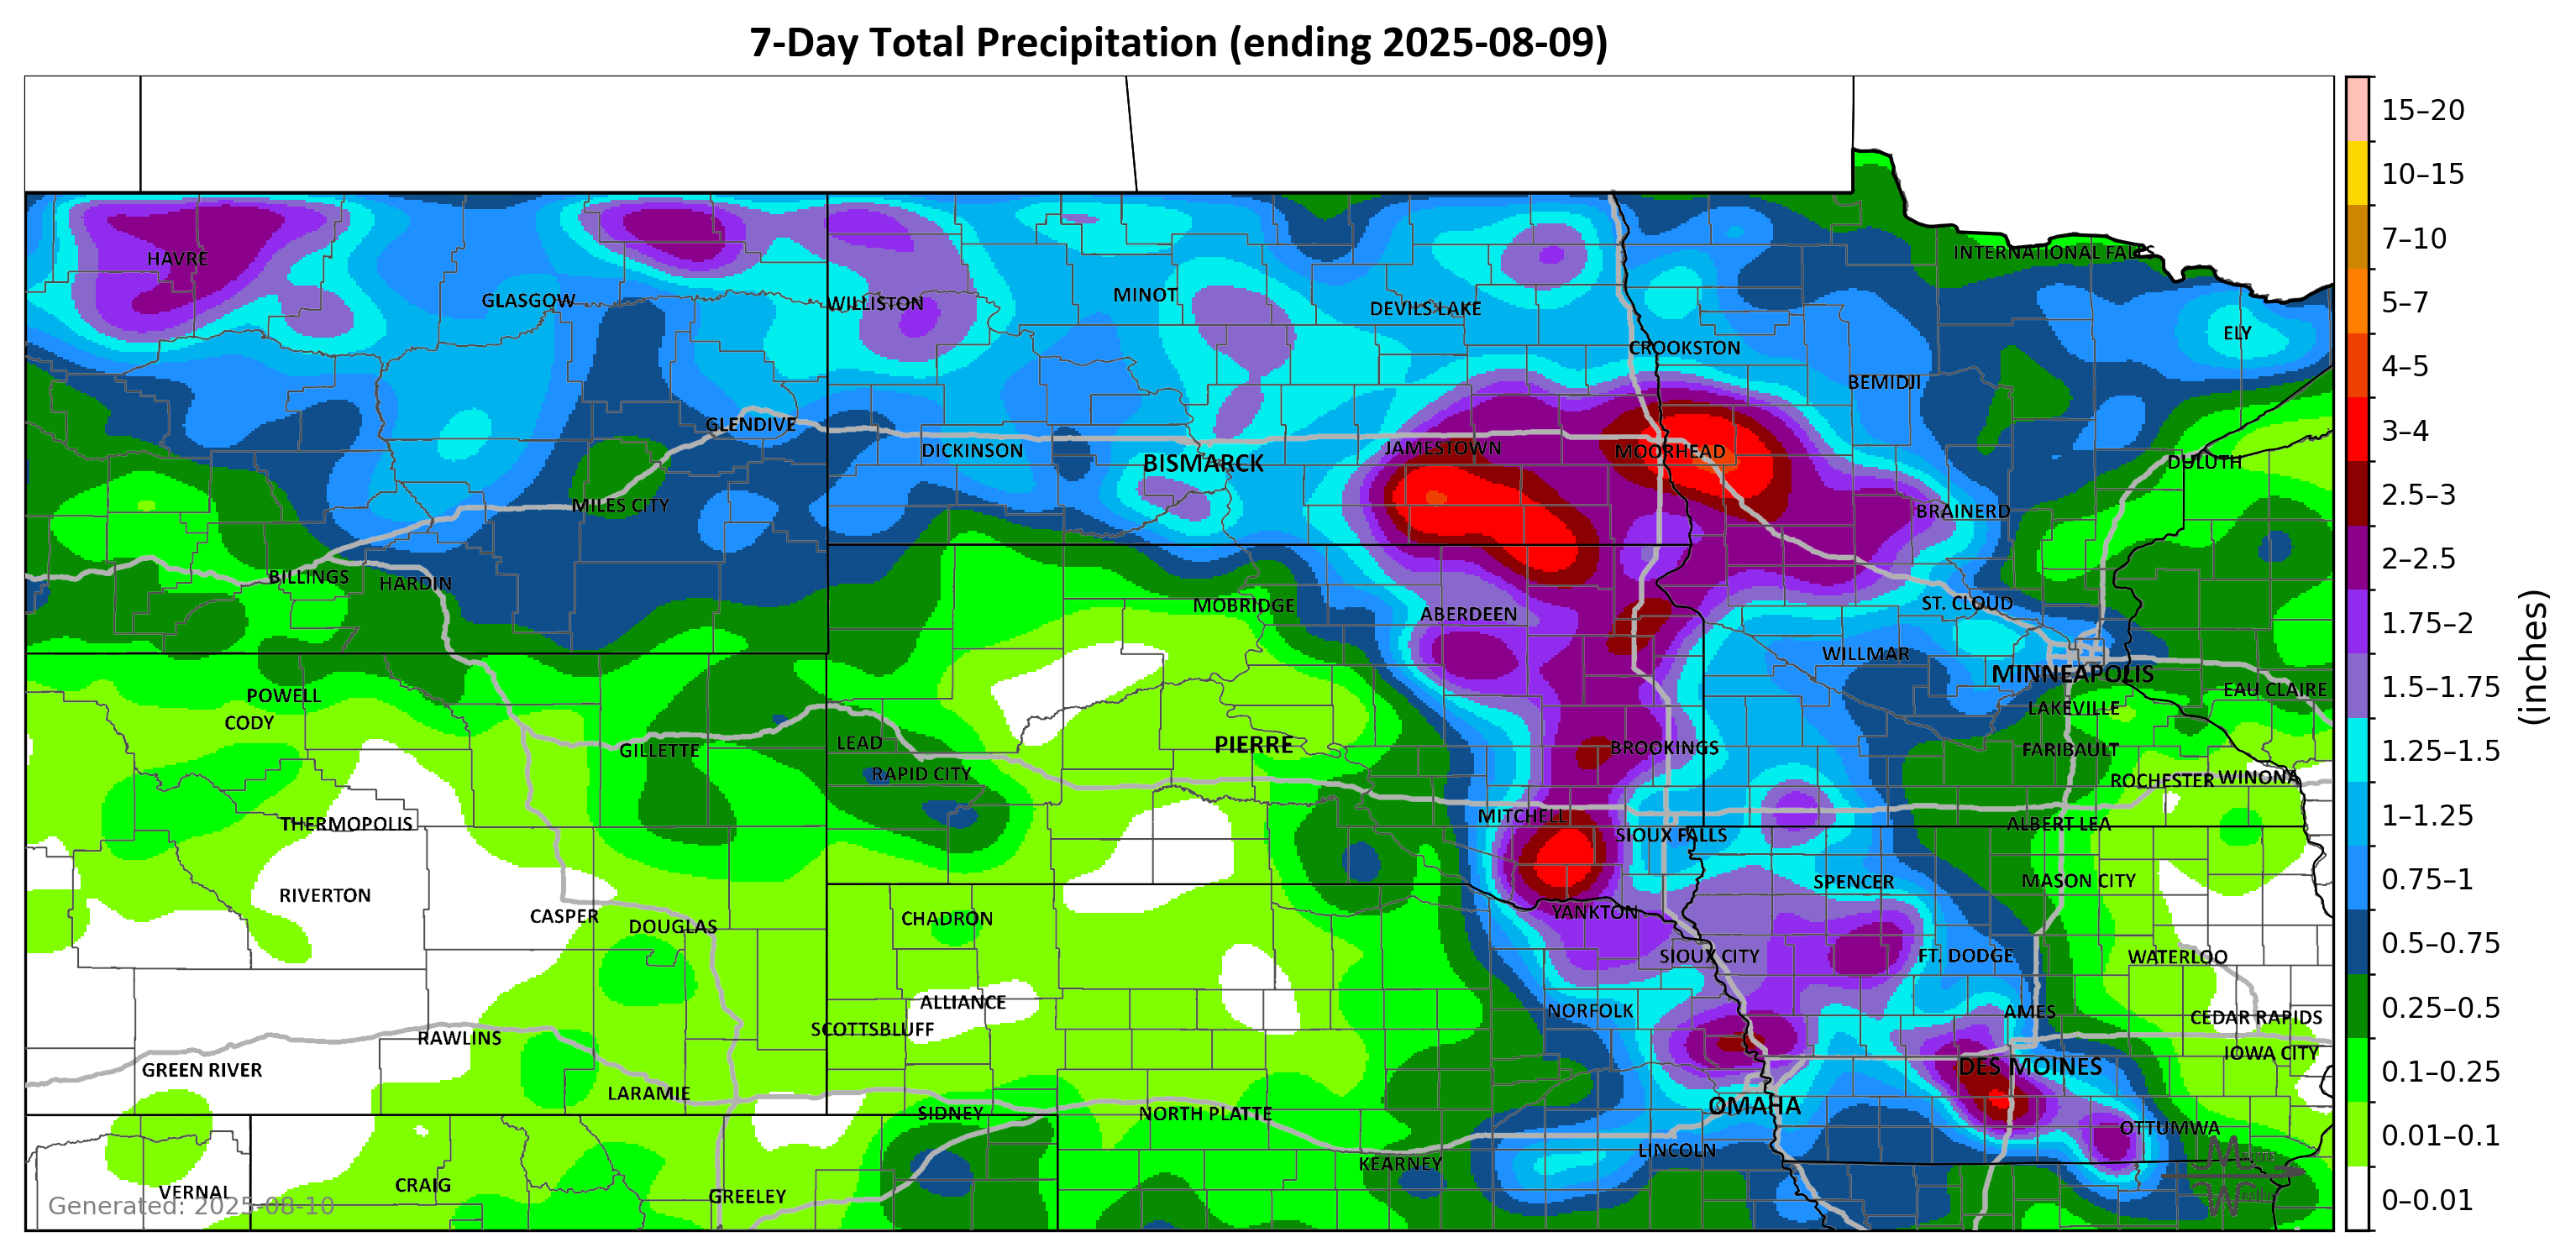 7-Day Total Precipitation (ending 2025-08-09)
INTERNATIONAL FALLS
HAVRE
GLASGOW
WILLISTON
MINOT
DEVILS LAKE
ELY
CROOKSTON
BEMIDJI
GLENDIVE
DICKINSON
BISMARCK
JAMESTOWN
MOORHEAD
DULUTH
MILES CITY
BRAINERD
BILLINGS
HARDIN
MOBRIDGE
ABERDEEN
ST. CLOUD
WILLMAR
MINNEAPOLIS
POWELL
EAU CLAIRE
CODY
LAKEVILLE
GILLETTE
LEAD
PIERRE
BROOKINGS
FARIBAULT
RAPID CITY
ROCHESTER
WINONA
THERMOPOLIS
MITCHELL
SIOUX FALLS
ALBERT LEA
RIVERTON
SPENCER
MASON CITY
CASPER
DOUGLAS
CHADRON
YANKTON
SIOUX CITY
FT. DODGE
WATERLOO
ALLIANCE
NORFOLK
AMES
CEDAR RAPIDS
SCOTTSBLUFF
RAWLINS
IOWA CITY
GREEN RIVER
DES MOINES
LARAMIE
OMAHA
SIDNEY
NORTH PLATTE
OTTUMWA
LINCOLN
KEARNEY
VERNAL
CRAIG
GREELEY
Generated: 2025-08-10
15–20
10–15
7–10
5–7
4–5
3–4
2.5–3
2–2.5
1.75–2
1.5–1.75
1.25–1.5
1–1.25
0.75–1
0.5–0.75
0.25–0.5
0.1–0.25
0.01–0.1
0–0.01
(inches)